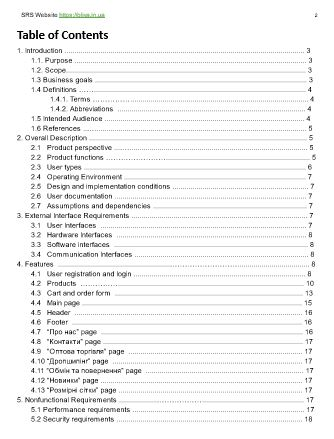 SRS Website https://bliss.in.ua 2
Table of Contents
1. Introduction 3
1.1. Purpose 3
1.2. Scope 3
1.3 Business goals 3
1.4 Definitions 4
1.4.1. Terms 4
1.4.2. Abbreviations 4
1.5 Intended Audience 4
1.6 References 5
2. Overall Description 5
2.1 Product perspective 5
2.2 Product functions 5
2.3 User types 6
2.4 Operating Environment 7
2.5 Design and implementation conditions 7
2.6 User documentation 7
2.7 Assumptions and dependencies 7
3. External Interface Requirements 7
3.1 User Interfaces 7
3.2 Hardware Interfaces 8
3.3 Software interfaces 8
3.4 Communication Interfaces 8
4. Features 8
4.1 User registration and login 8
4.2 Products 10
4.3 Cart and order form 13
4.4 Main page 15
4.5 Header 16
4.6 Footer 16
4.7 "Про нас" page 16
4.8 "Контакти" page 17
4.9 "Оптова торгівля" page 17
4.10 "Дропшипінг" page 17
4.11 "Обмін та повернення" page 17
4.12 "Новинки" page 17
4.13 "Розмірні сітки" page 17
5. Nonfunctional Requirements 17
5.1 Performance requirements 17
5.2 Security requirements 18